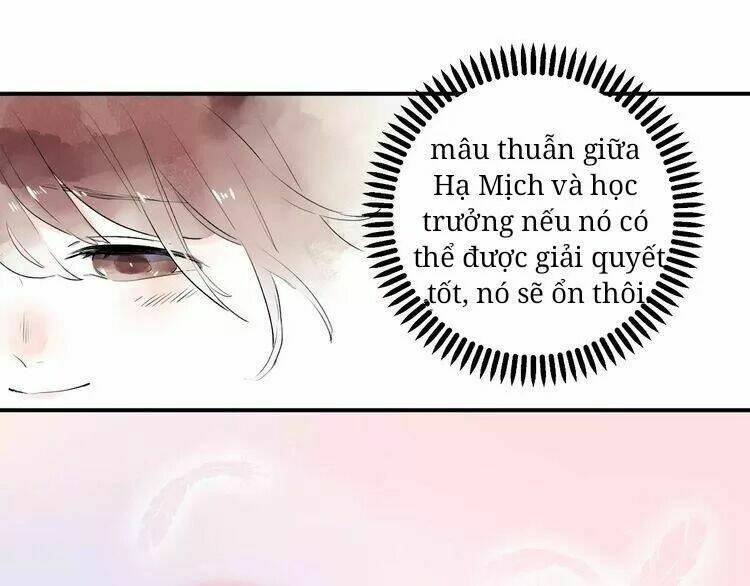 mâu thuẫn giữa
Hạ Mịch và học
trưởng nếu nó có
thể được giải quyết
tốt, nó sẽ ổn thôi